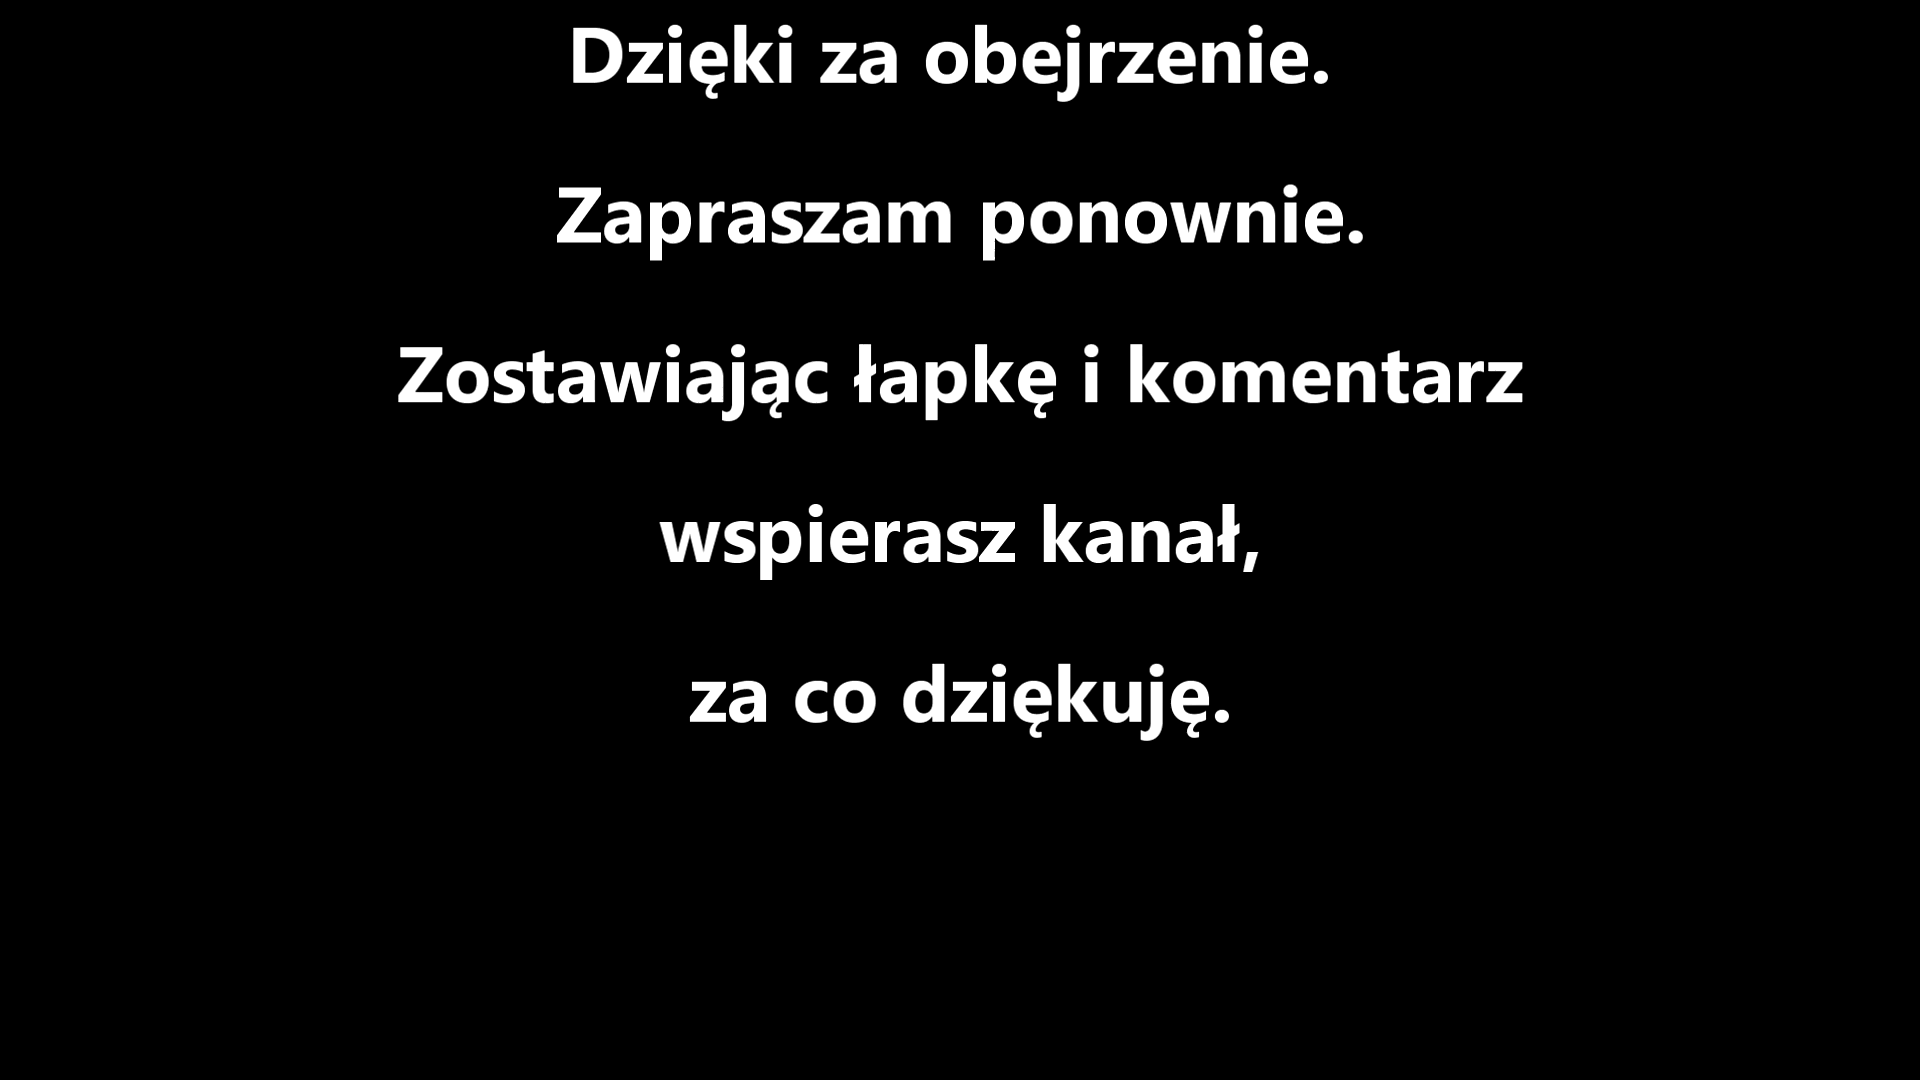 Dzięki za obejrzenie.
Zapraszam ponownie.
Zostawiając łapkę i komentarz
wspierasz kanał,
za co dziękuję.